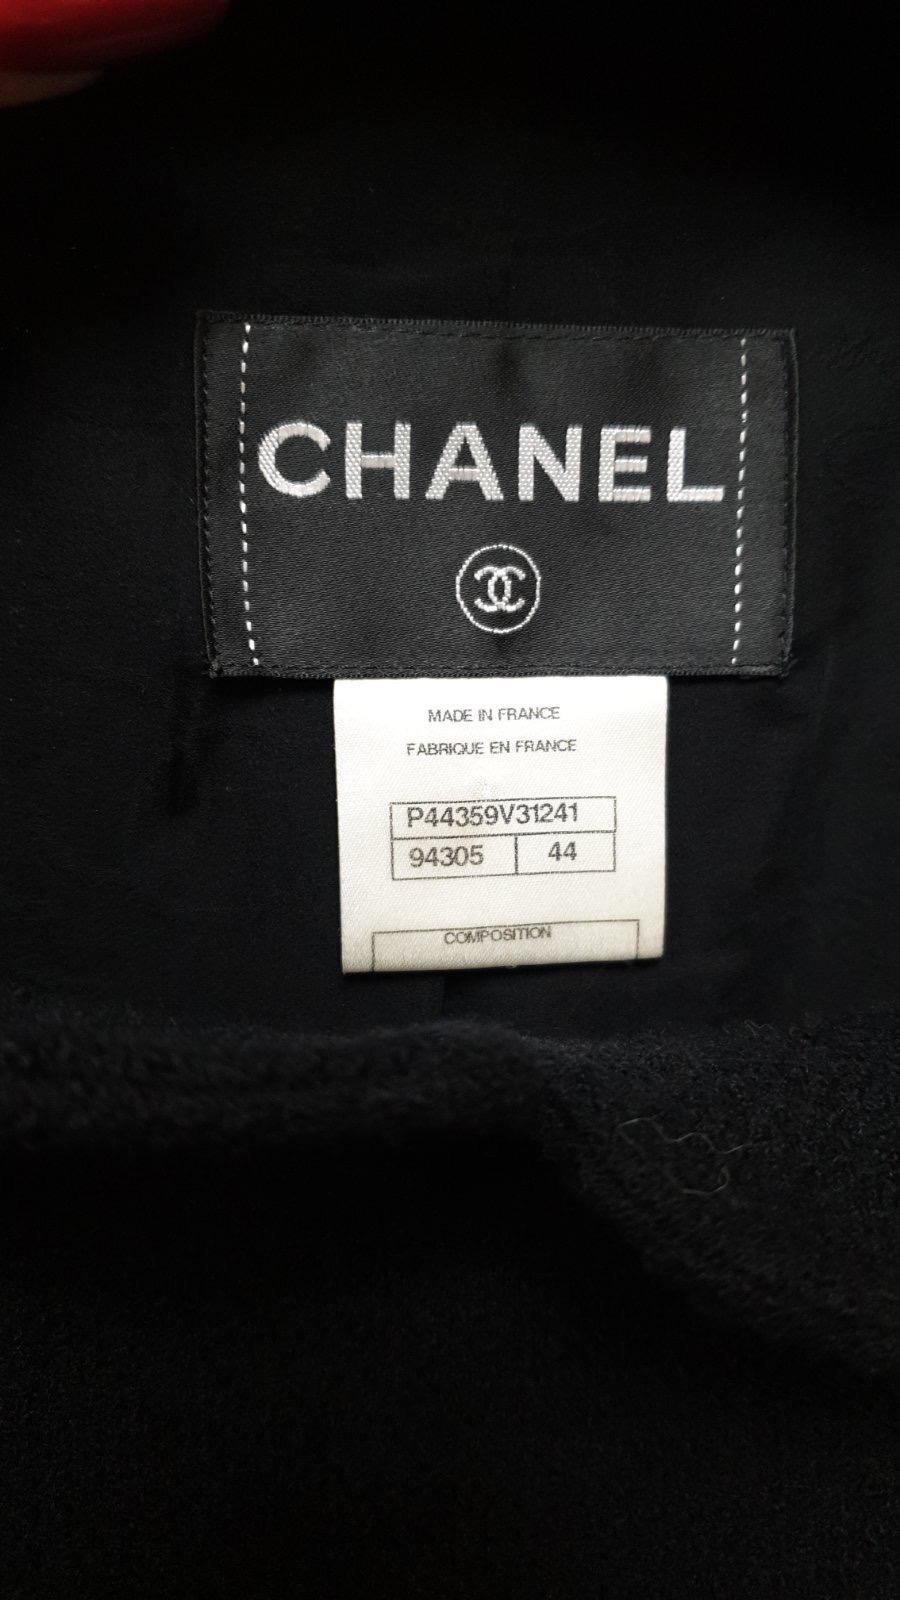 CHANEL
MADE IN FRANCE
FABRIQUE EN FRANCE
P44359V31241
94305 44
COMPOSITION